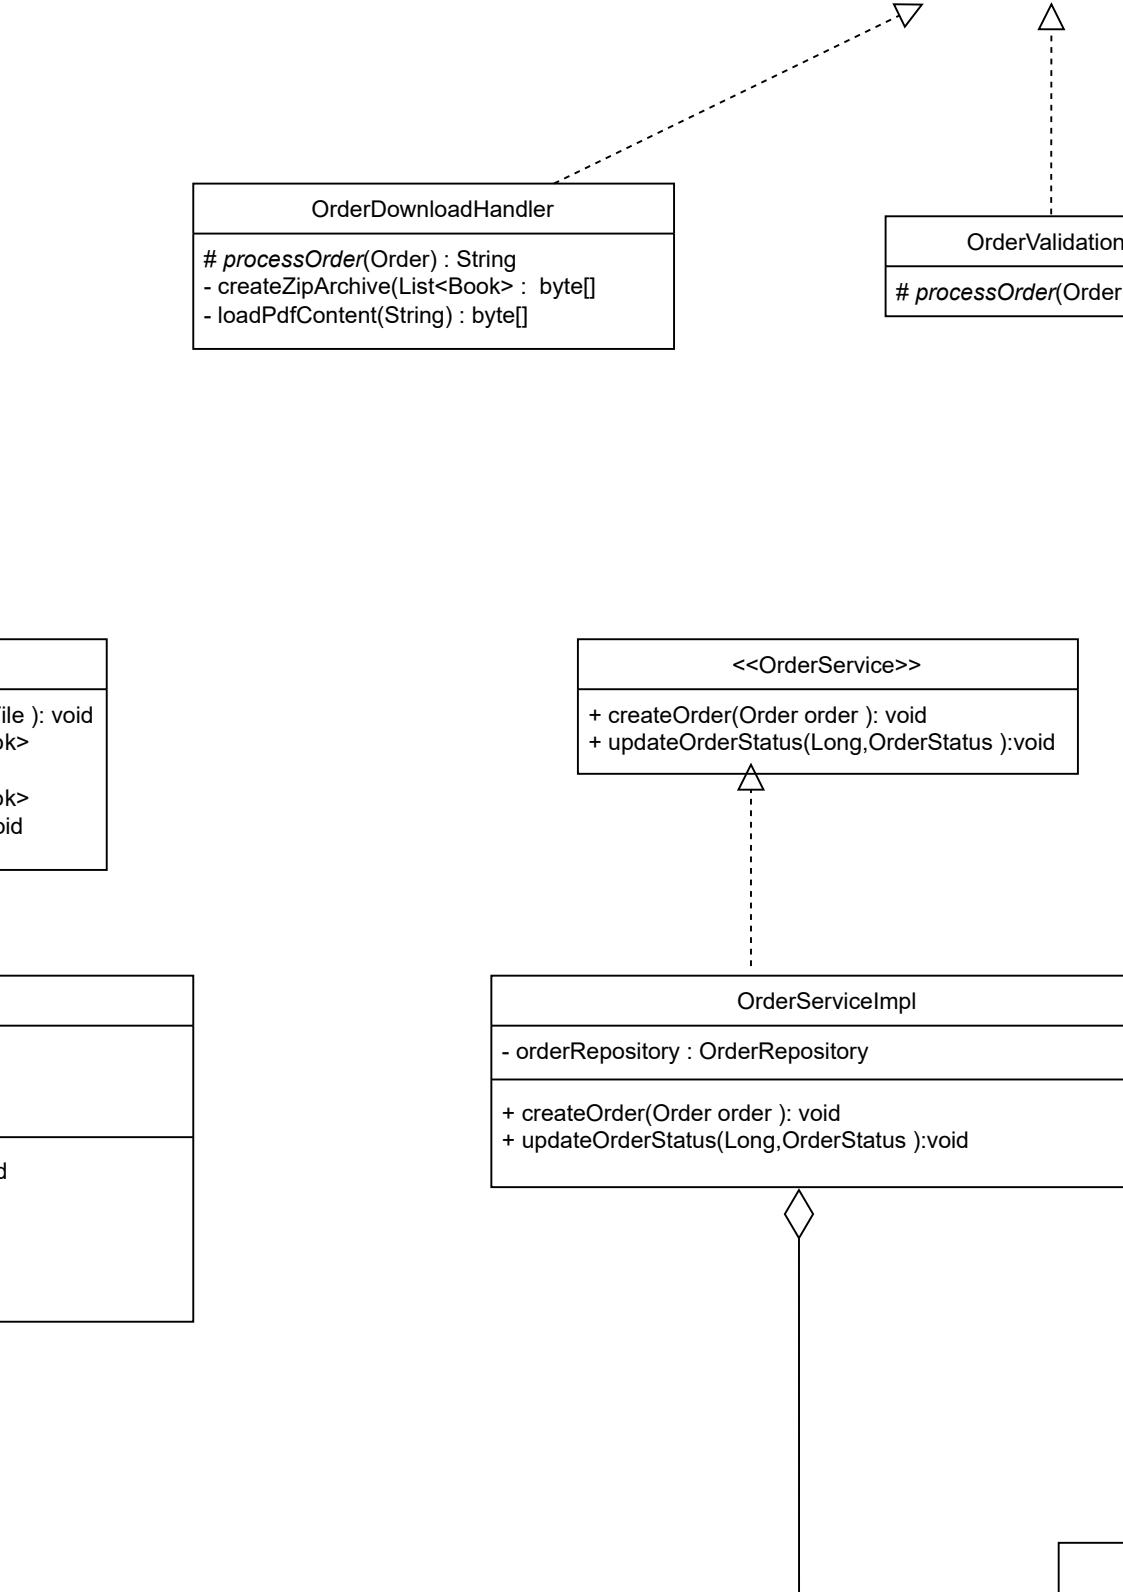 OrderDownloadHandler
# processOrder(Order) : String
- createZipArchive(List<Book> :  byte[]
- loadPdfContent(String) : byte[]
OrderValidation
# processOrder(Order
ile ): void
ok>
ok>
oid
<<OrderService>>
+ createOrder(Order order ): void
+ updateOrderStatus(Long,OrderStatus ):void
d
OrderServiceImpl
- orderRepository : OrderRepository
+ createOrder(Order order ): void
+ updateOrderStatus(Long,OrderStatus ):void